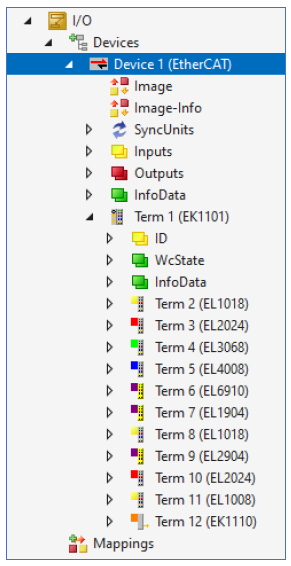 I/O
Devices
Device 1 (EtherCAT)
Image
Image-Info
SyncUnits
Inputs
Outputs
InfoData
Term 1 (EK1101)
ID
WcState
InfoData
Term 2 (EL1018)
Term 3 (EL2024)
Term 4 (EL3068)
Term 5 (EL4008)
Term 6 (EL6910)
Term 7 (EL1904)
Term 8 (EL1018)
Term 9 (EL2904)
Term 10 (EL2024)
Term 11 (EL1008)
Term 12 (EK1110)
Mappings